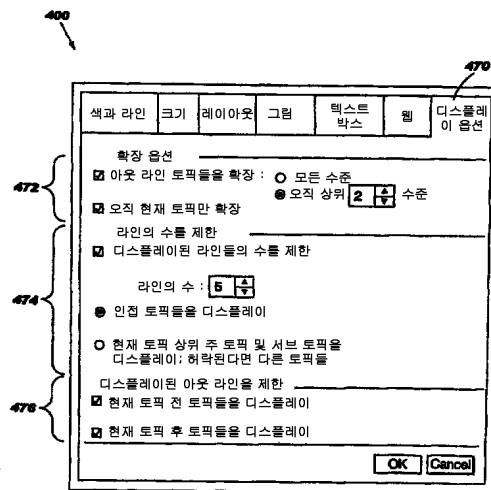 400
470
색과 라인 크기 레이아웃 그림 텍스트 박스 웹 디스플레이 옵션
확장 옵션
472
아웃 라인 토픽들을 확장 : 모든 수준
오직 상위 2 수준
오직 현재 토픽만 확장
라인의 수를 제한
디스플레이된 라인들의 수를 제한
474
라인의 수 : 5
인접 토픽들을 디스플레이
현재 토픽 상위 주 토픽 및 서브 토픽을
디스플레이; 허락된다면 다른 토픽들
디스플레이된 아웃 라인을 제한
476
현재 토픽 전 토픽들을 디스플레이
현재 토픽 후 토픽들을 디스플레이
OK Cancel